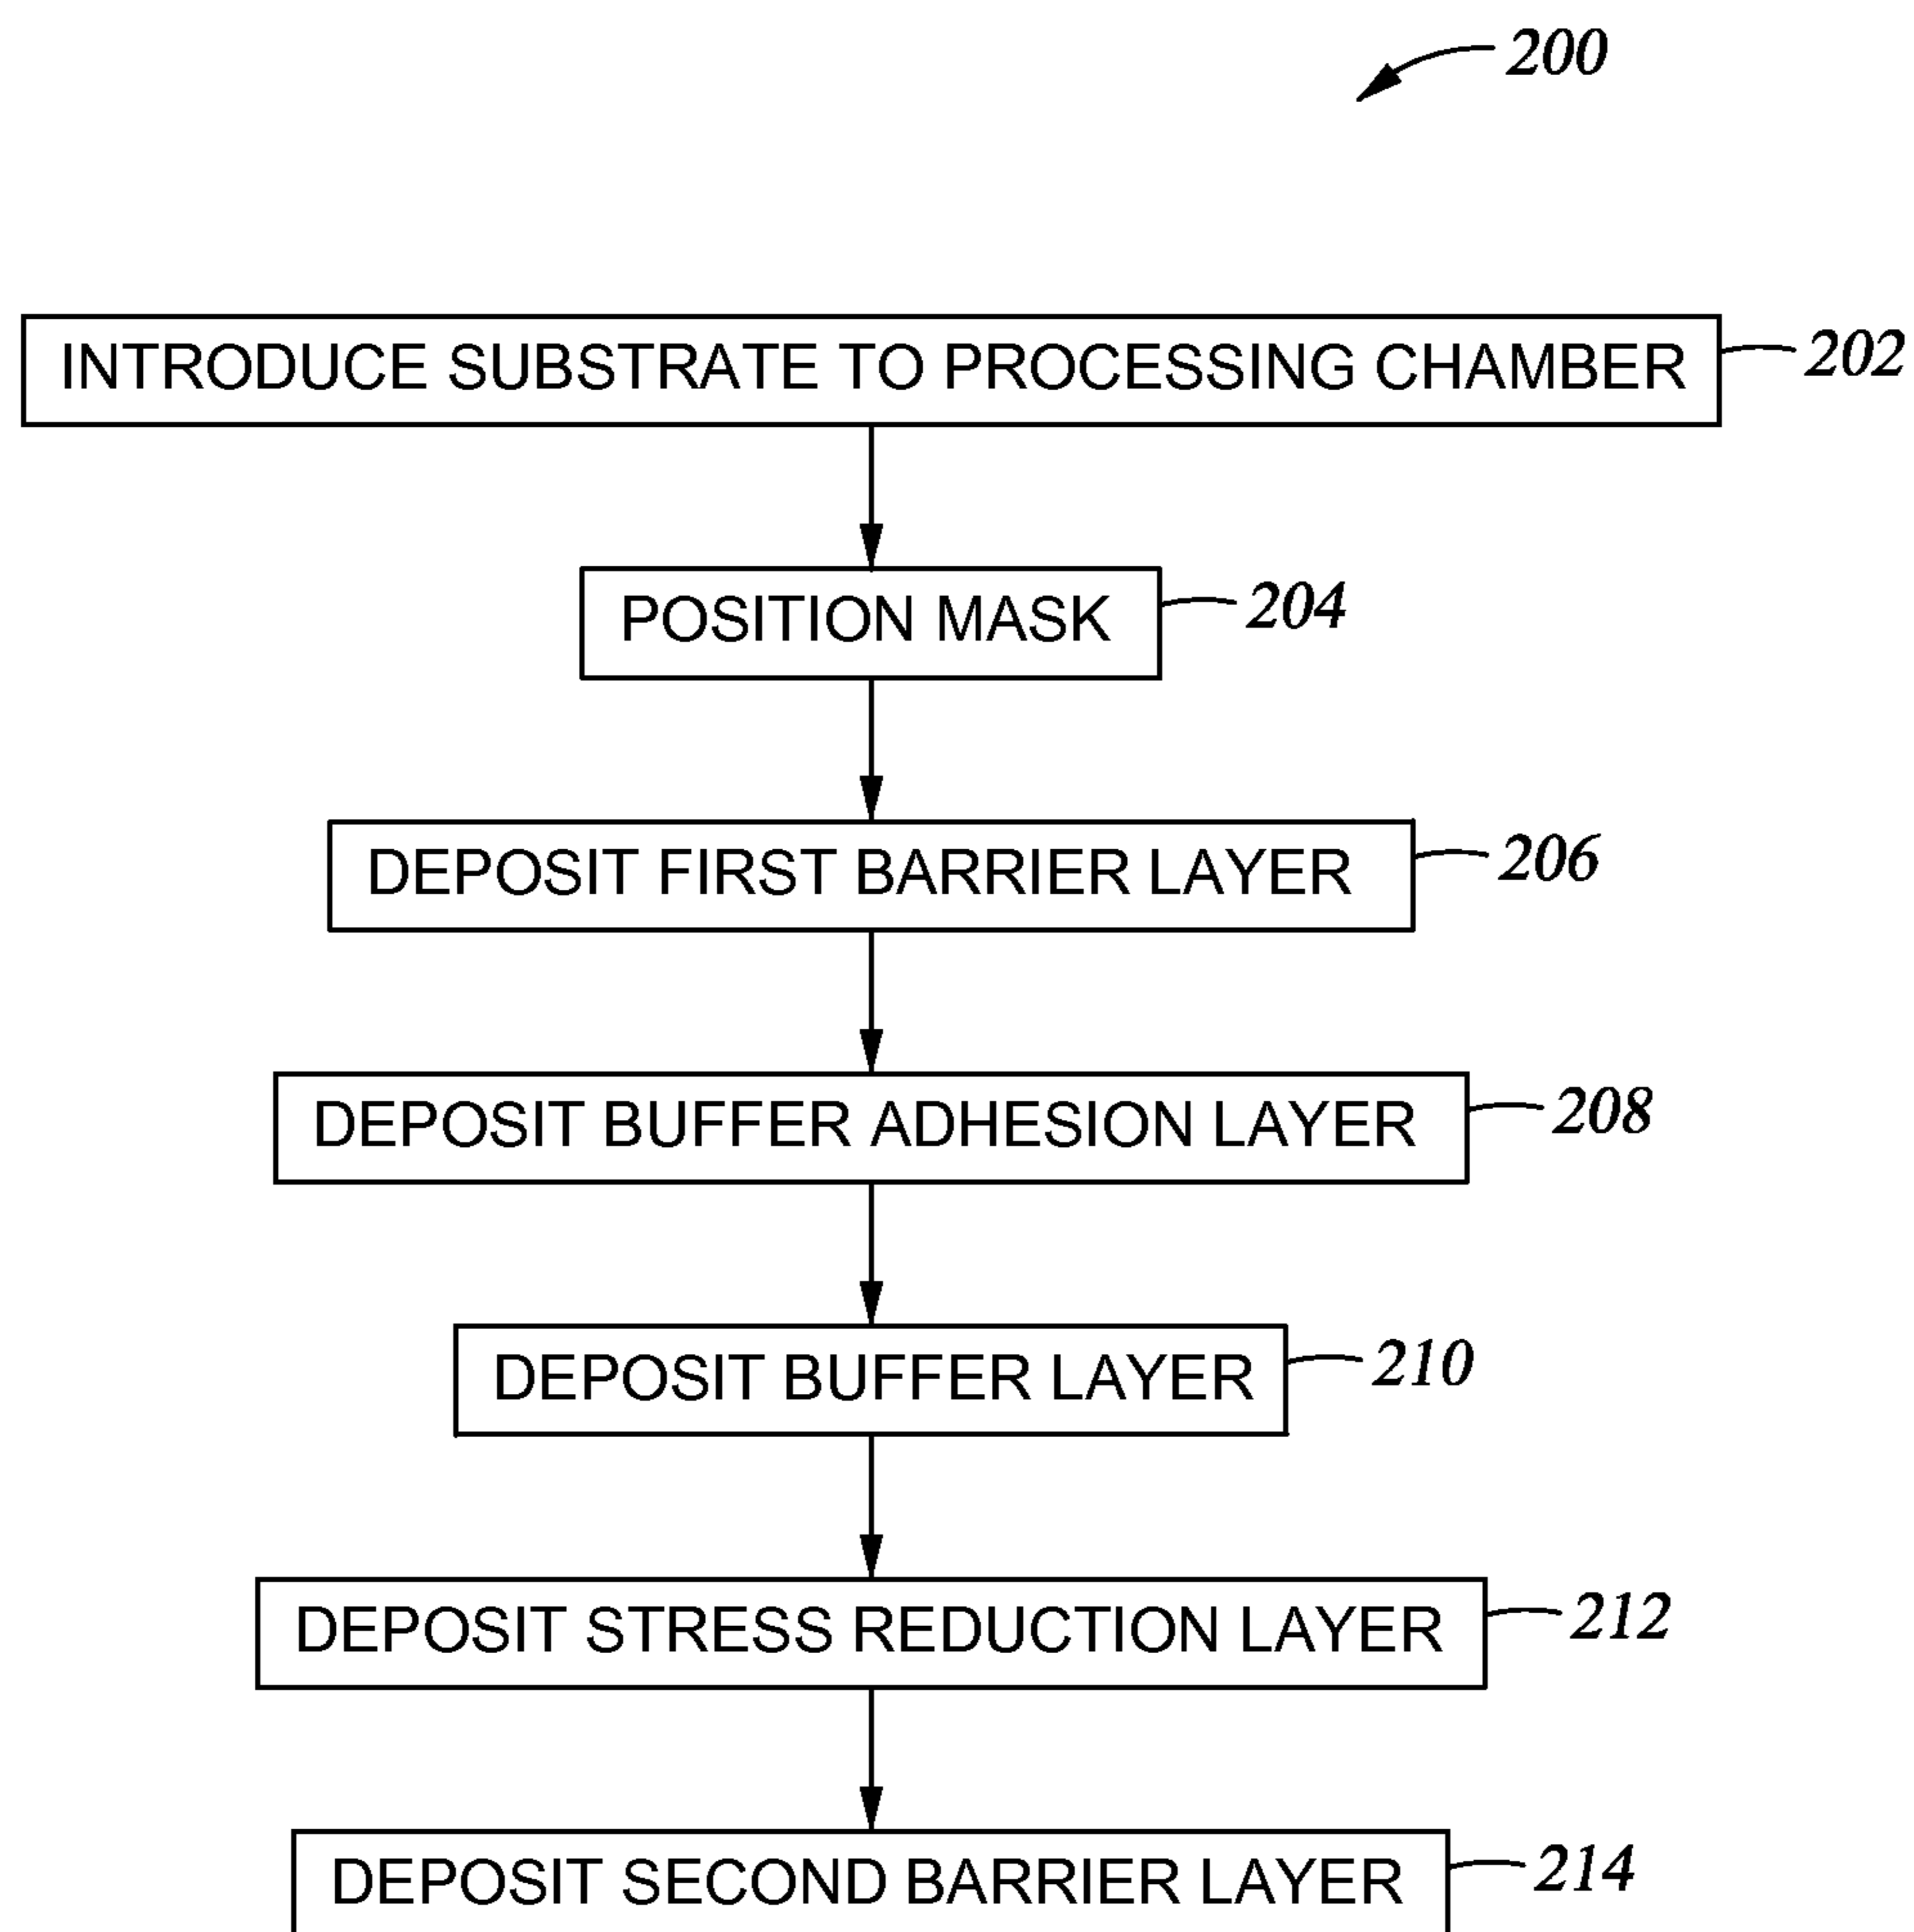 200
INTRODUCE SUBSTRATE TO PROCESSING CHAMBER 202
POSITION MASK 204
DEPOSIT FIRST BARRIER LAYER 206
DEPOSIT BUFFER ADHESION LAYER 208
DEPOSIT BUFFER LAYER 210
DEPOSIT STRESS REDUCTION LAYER 212
DEPOSIT SECOND BARRIER LAYER 214